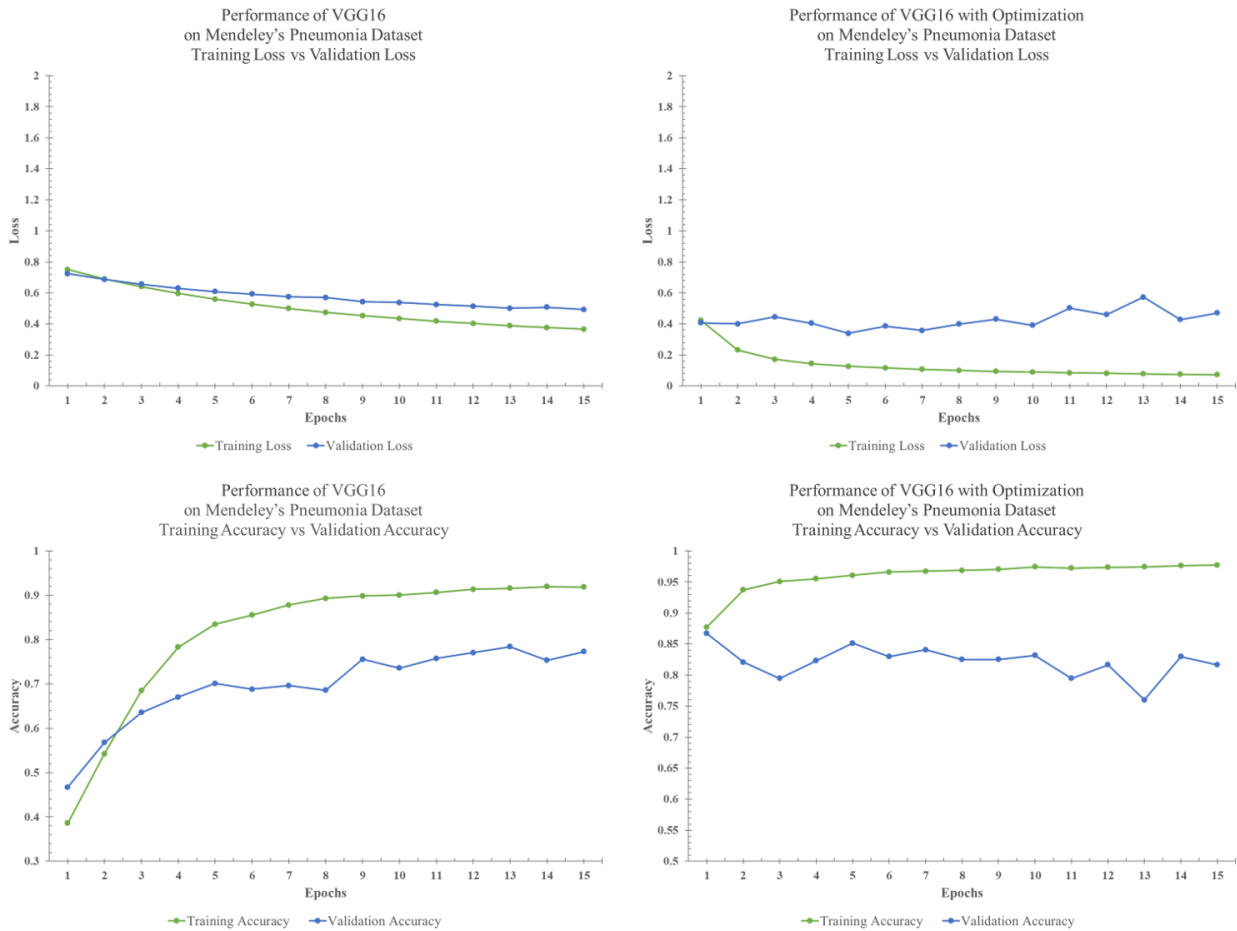 Performance of VGG16
on Mendeley's Pneumonia Dataset
Training Loss vs Validation Loss
2
1.8
1.6
1.4
1.2
1
0.8
0.6
0.4
0.2
0
Loss
1 2 3 4 5 6 7 8 9 10 11 12 13 14 15
Epochs
Training Loss Validation Loss
Performance of VGG16 with Optimization
on Mendeley's Pneumonia Dataset
Training Loss vs Validation Loss
2
1.8
1.6
1.4
1.2
1
0.8
0.6
0.4
0.2
0
Loss
1 2 3 4 5 6 7 8 9 10 11 12 13 14 15
Epochs
Training Loss Validation Loss
Performance of VGG16
on Mendeley's Pneumonia Dataset
Training Accuracy vs Validation Accuracy
1
0.9
0.8
0.7
0.6
0.5
0.4
0.3
Accuracy
1 2 3 4 5 6 7 8 9 10 11 12 13 14 15
Epochs
Training Accuracy Validation Accuracy
Performance of VGG16 with Optimization
on Mendeley's Pneumonia Dataset
Training Accuracy vs Validation Accuracy
1
0.95
0.9
0.85
0.8
0.75
0.7
0.65
0.6
0.55
0.5
Accuracy
1 2 3 4 5 6 7 8 9 10 11 12 13 14 15
Epochs
Training Accuracy Validation Accuracy